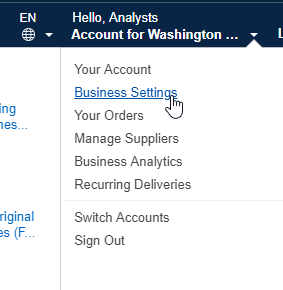 EN
Hello, Analysts
Account for Washington ...
Your Account
Business Settings
Your Orders
ing
Manage Suppliers
nes...
Business Analytics
Recurring Deliveries
riginal
Switch Accounts
es (F...
Sign Out